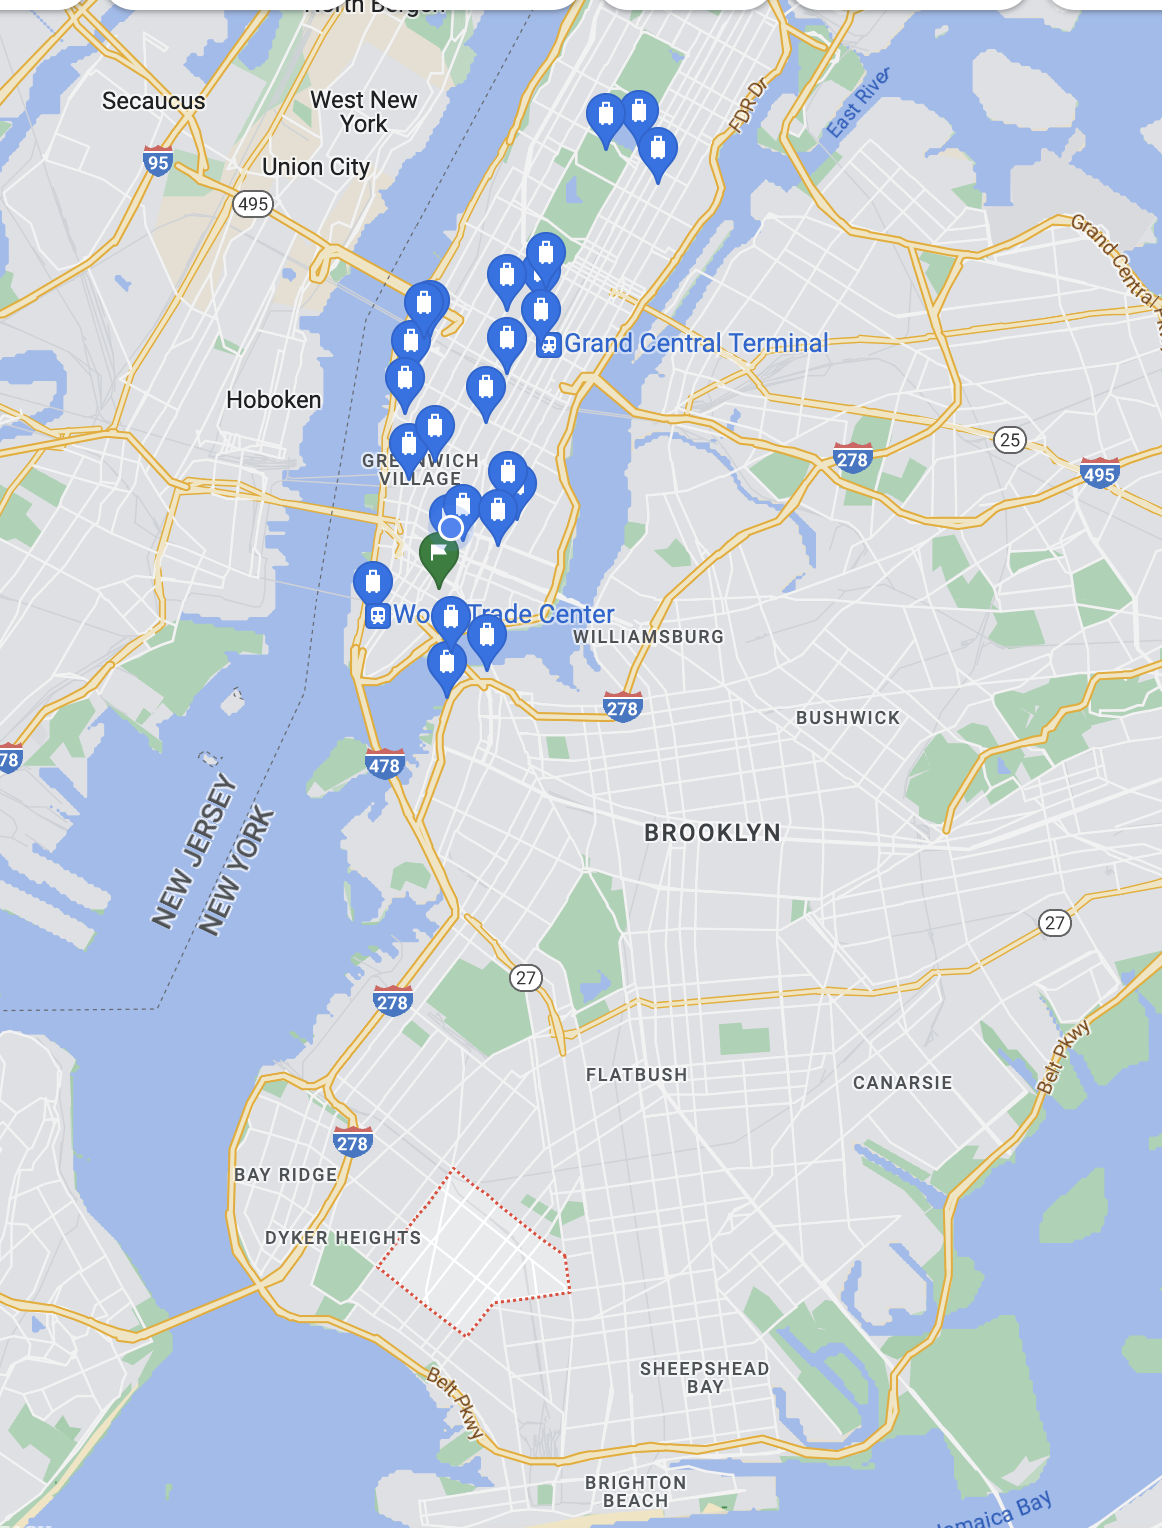 North Bergen
Secaucus
West New
York
FDR Dr
East River
95
Union City
495
Grand Central Pkwy
Grand Central Terminal
Hoboken
25
278
495
GREENWICH
VILLAGE
World Trade Center
WILLIAMSBURG
278
BUSHWICK
78
478
NEW JERSEY
NEW YORK
BROOKLYN
27
27
278
FLATBUSH
CANARSIE
Belt Pkwy
278
BAY RIDGE
DYKER HEIGHTS
SHEEPSHEAD
BAY
Belt Pkwy
BRIGHTON
BEACH
Jamaica Bay